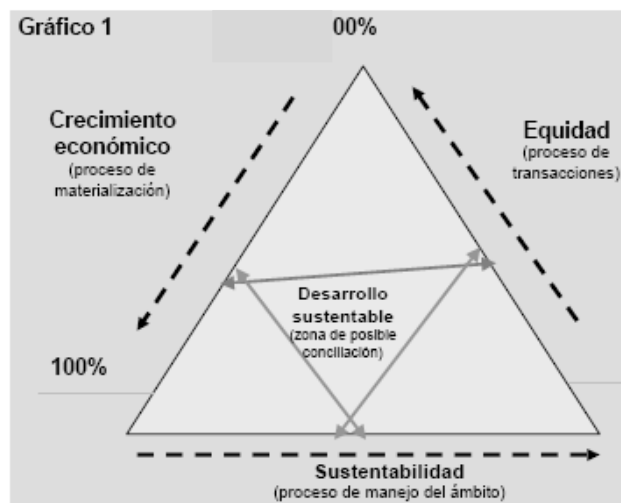 Gráfico 1
00%
Crecimiento
económico
(proceso de
materialización)
Equidad
(proceso de
transacciones)
Desarrollo
sustentable
(zona de posible
conciliación)
100%
Sustentabilidad
(proceso de manejo del ámbito)